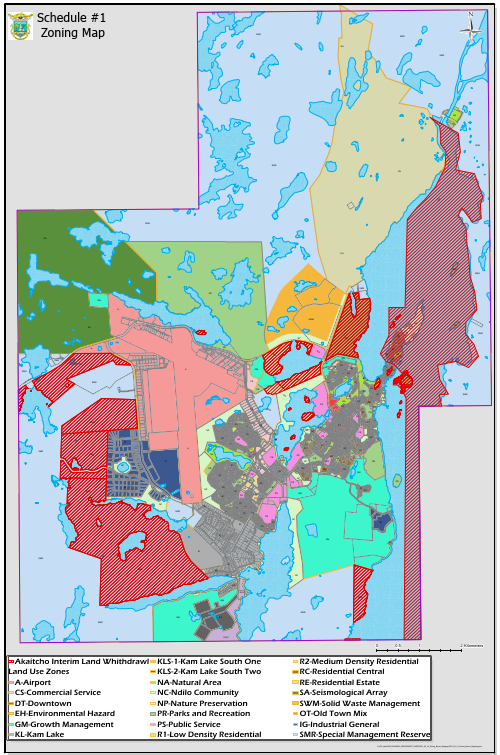 Schedule #1
Zoning Map
N
2 Kilometers
Akaitcho Interim Land Whithdrawl
Land Use Zones
A-Airport
CS-Commercial Service
DT-Downtown
EH-Environmental Hazard
GM-Growth Management
KL-Kam Lake
KLS-1-Kam Lake South One
KLS-2-Kam Lake South Two
NA-Natural Area
NC-Ndilo Community
NP-Nature Preservation
PR-Parks and Recreation
PS-Public Service
R1-Low Density Residential
R2-Medium Density Residential
RC-Residential Central
RE-Residential Estate
SA-Seismological Array
SWM-Solid Waste Management
OT-Old Town Mix
IG-Industrial General
SMR-Special Management Reserve